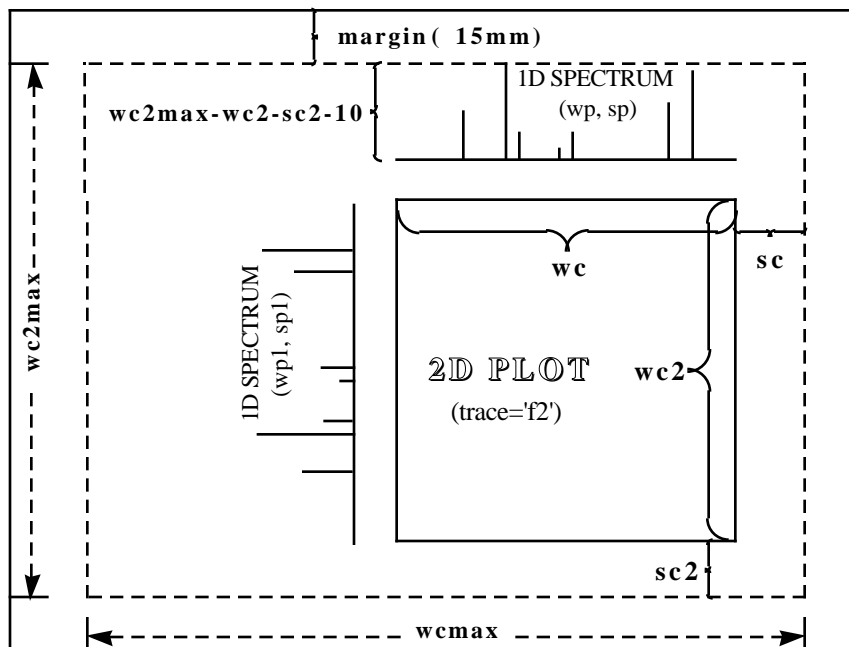 margin( 15mm)
1D SPECTRUM
(wp, sp)
wc2max-wc2-sc2-10
wc
sc
wc2max
1D SPECTRUM
(wp1, sp1)
2D PLOT
(trace='f2')
wc2
sc2
wcmax